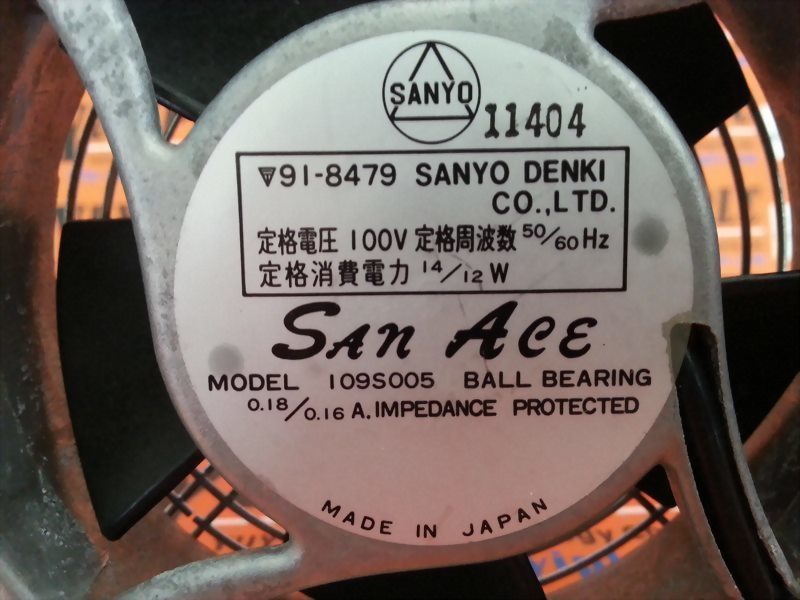 SANYO
11404
▽91-8479 SANYO DENKI
CO.,LTD.
定格電圧 100V 定格周波数 50/60 Hz
定格消費電力 14/12 W
SAN ACE
MODEL 109S005 BALL BEARING
0.18/0.16 A. IMPEDANCE PROTECTED
MADE IN JAPAN